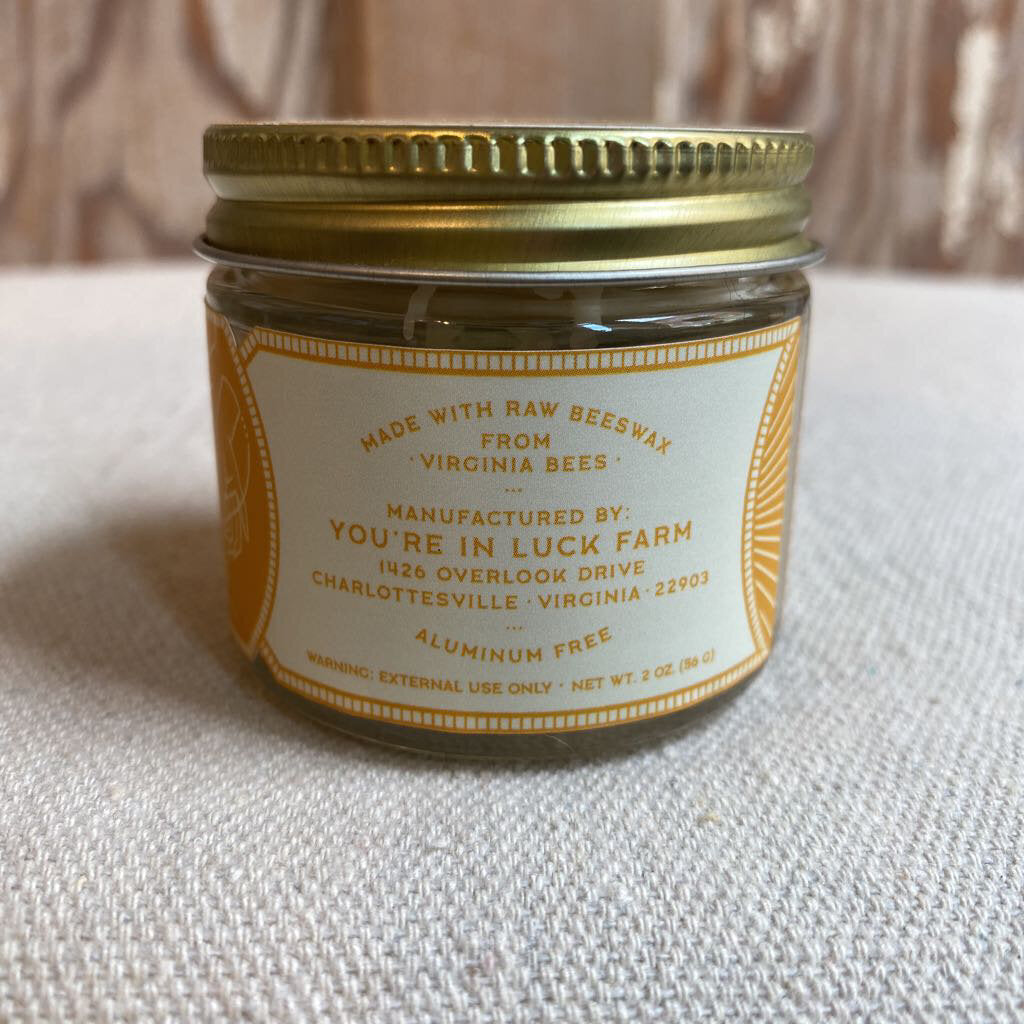 MADE WITH RAW BEESWAX
FROM
· VIRGINIA BEES ·
...
MANUFACTURED BY:
YOU'RE IN LUCK FARM
1426 OVERLOOK DRIVE
CHARLOTTESVILLE · VIRGINIA · 22903
...
ALUMINUM FREE
WARNING: EXTERNAL USE ONLY · NET WT. 2 OZ. (56 G)